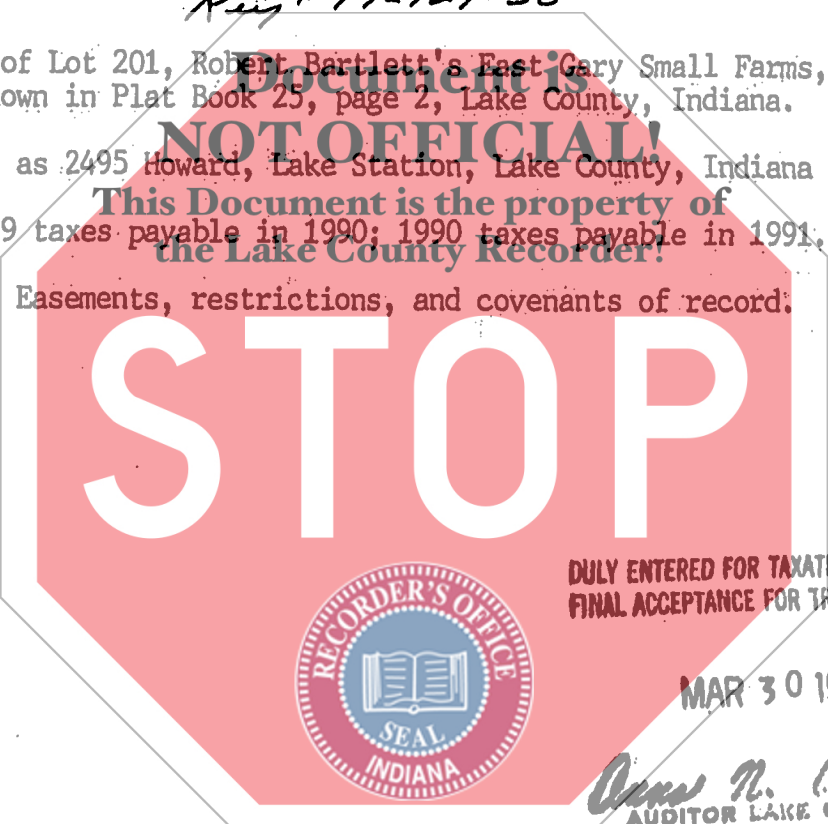 of Lot 201, Robert Bartlett's East Gary Small Farms,
Document is
own in Plat Book 25, page 2, Lake County, Indiana.
NOT OFFICIAL!
as 2495 Howard, Lake Station, Lake County, Indiana
This Document is the property of
9 taxes payable in 1990; 1990 taxes payable in 1991.
the Lake County Recorder!
Easements, restrictions, and covenants of record.
STOP
DULY ENTERED FOR TAXATI
FINAL ACCEPTANCE FOR TR
RECORDER'S OFFICE
MAR 30 19
SEAL
INDIANA
N.
AUDITOR LAKE